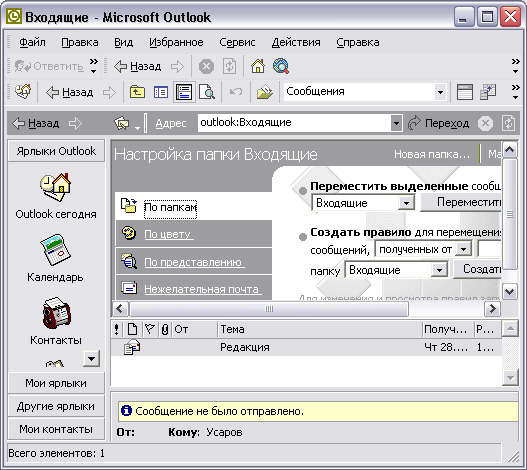 Входящие - Microsoft Outlook
Файл Правка Вид Избранное Сервис Действия Справка
Ответить Назад
Назад Сообщения
Назад Адрес outlook:Входящие Переход
Ярлыки Outlook
Outlook сегодня
Календарь
Контакты
Мои ярлыки
Другие ярлыки
Мои контакты
Настройка папки Входящие Новая папка... Ма
По папкам
По цвету
По представлению
Нежелательная почта
Переместить выделенные сообщ
Входящие Переместить
Создать правило для перемещения
сообщений, полученных от
папку Входящие Создать
Для изменения и просмотра правил
! От Тема Получ... Р...
Редакция Чт 28.... 1...
Сообщение не было отправлено.
От: Кому: Усаров
Всего элементов: 1